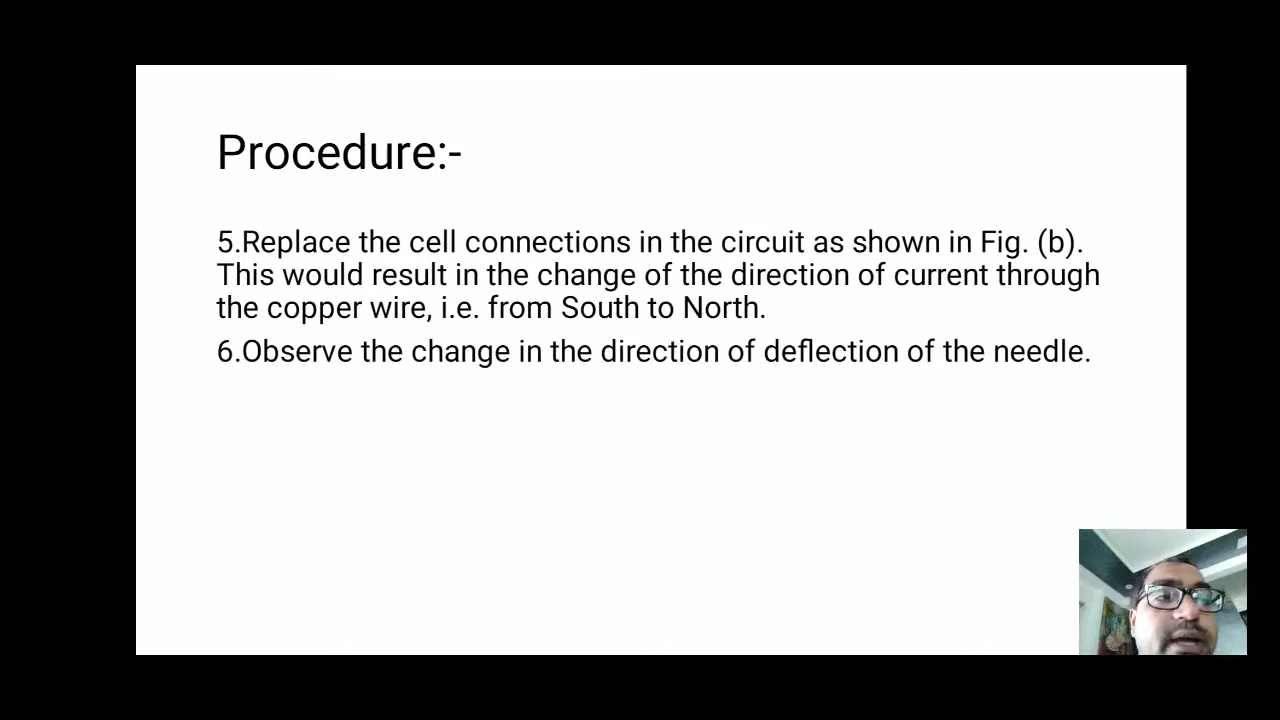 Procedure:-
5.Replace the cell connections in the circuit as shown in Fig. (b).
This would result in the change of the direction of current through
the copper wire, i.e. from South to North.
6.Observe the change in the direction of deflection of the needle.